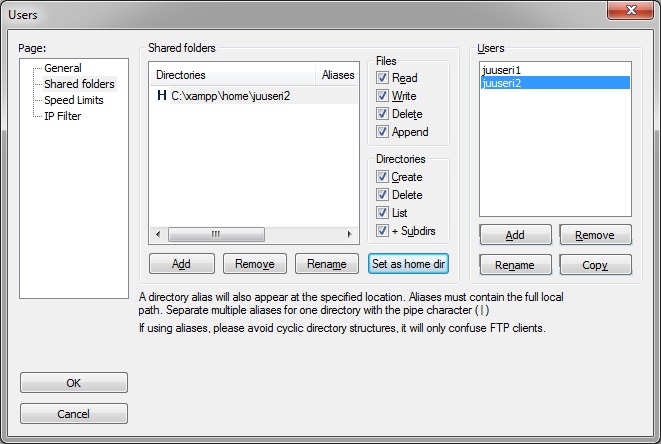 Users
Page:
General
Shared folders
Speed Limits
IP Filter
OK
Cancel
Shared folders
Directories Aliases
H C:\xampp\home\juuseri2
Add Remove Rename Set as home dir
Files
Read
Write
Delete
Append
Directories
Create
Delete
List
+ Subdirs
A directory alias will also appear at the specified location. Aliases must contain the full local
path. Separate multiple aliases for one directory with the pipe character (|)
If using aliases, please avoid cyclic directory structures, it will only confuse FTP clients.
Users
juuseri1
juuseri2
Add Remove
Rename Copy